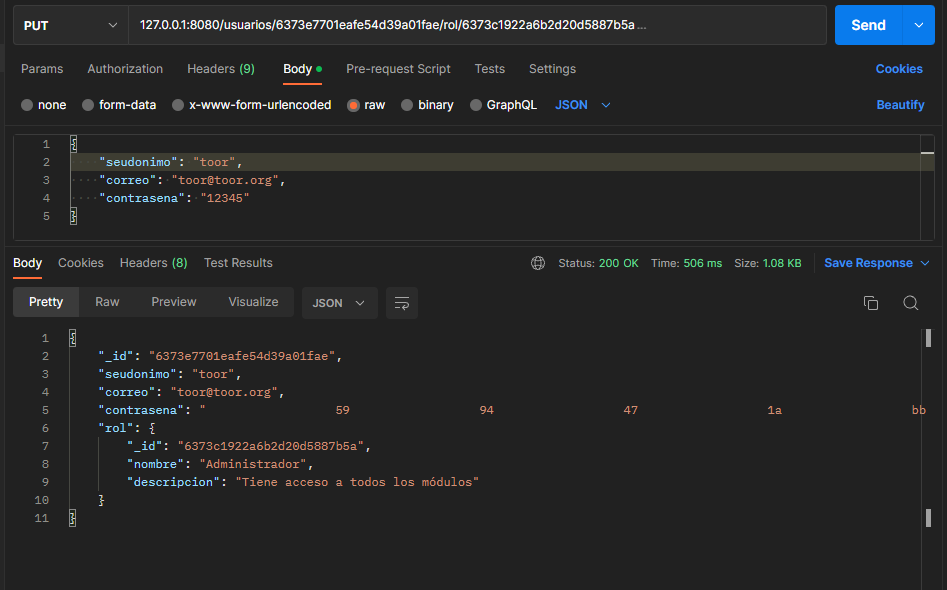 PUT 127.0.0.1:8080/usuarios/6373e7701eafe54d39a01fae/rol/6373c1922a6b2d20d5887b5a... Send
Params Authorization Headers (9) Body Pre-request Script Tests Settings Cookies
none form-data x-www-form-urlencoded raw binary GraphQL JSON Beautify
1 {
2 "seudonimo": "toor",
3 "correo": "toor@toor.org",
4 "contrasena": "12345"
5 }
Body Cookies Headers (8) Test Results Status: 200 OK Time: 506 ms Size: 1.08 KB Save Response
Pretty Raw Preview Visualize JSON
1 {
2 "_id": "6373e7701eafe54d39a01fae",
3 "seudonimo": "toor",
4 "correo": "toor@toor.org",
5 "contrasena": " 59 94 47 1a bb
6 "rol": {
7 "_id": "6373c1922a6b2d20d5887b5a",
8 "nombre": "Administrador",
9 "descripcion": "Tiene acceso a todos los módulos"
10 }
11 }